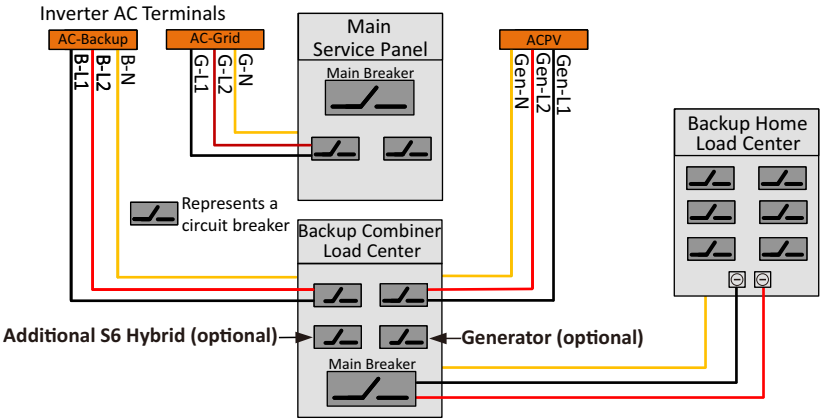 Inverter AC Terminals
AC-Backup
AC-Grid
ACPV
B-L1
B-L2
B-N
G-L1
G-L2
G-N
Gen-N
Gen-L2
Gen-L1
Main
Service Panel
Main Breaker
Backup Home
Load Center
Represents a
circuit breaker
Backup Combiner
Load Center
Additional S6 Hybrid (optional)
Generator (optional)
Main Breaker